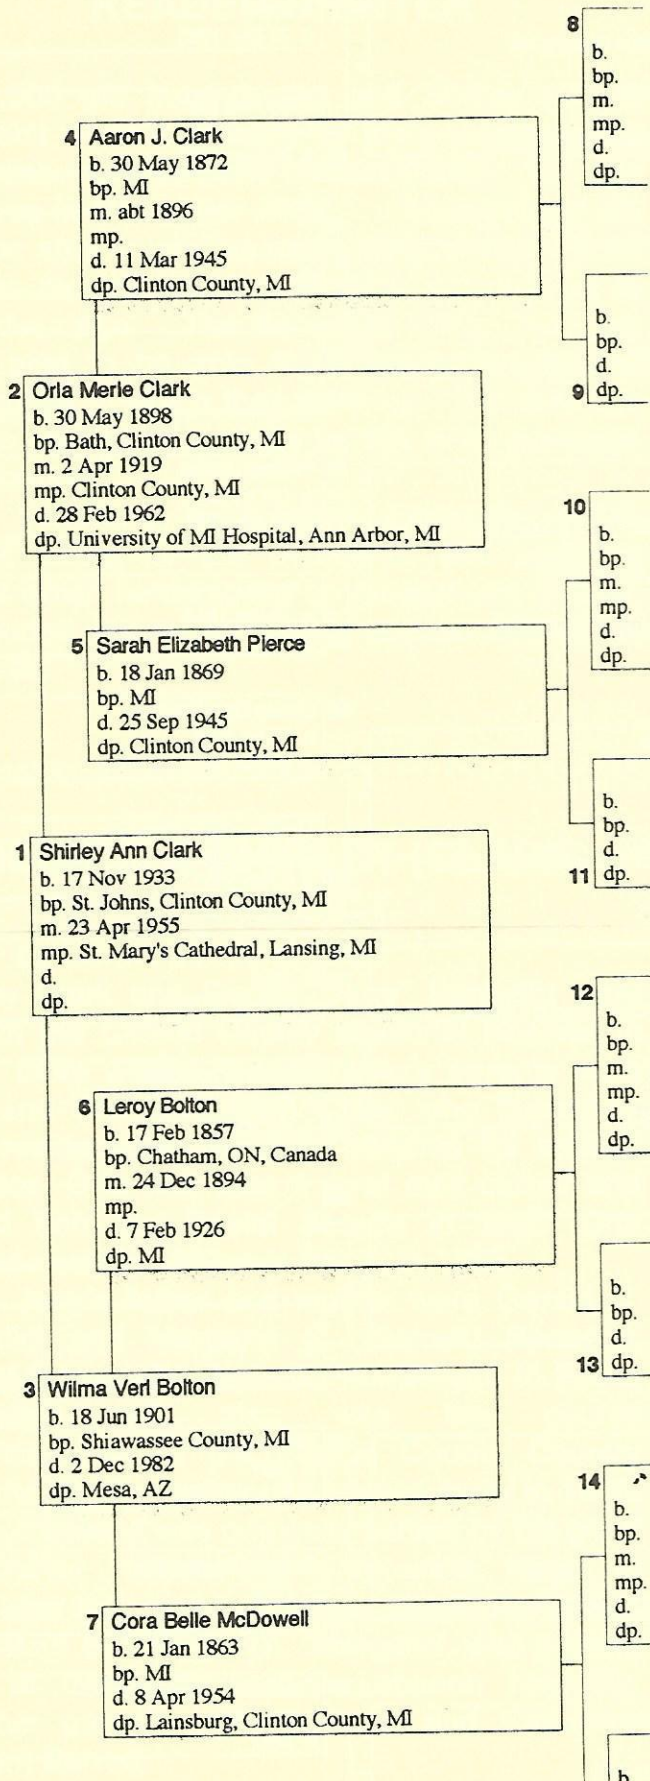 8
b.
bp.
m.
mp.
d.
dp.
4 Aaron J. Clark
b. 30 May 1872
bp. MI
m. abt 1896
mp.
d. 11 Mar 1945
dp. Clinton County, MI
b.
bp.
d.
9 dp.
2 Orla Merle Clark
b. 30 May 1898
bp. Bath, Clinton County, MI
m. 2 Apr 1919
mp. Clinton County, MI
d. 28 Feb 1962
dp. University of MI Hospital, Ann Arbor, MI
10
b.
bp.
m.
mp.
d.
dp.
5 Sarah Elizabeth Pierce
b. 18 Jan 1869
bp. MI
d. 25 Sep 1945
dp. Clinton County, MI
b.
bp.
d.
11 dp.
1 Shirley Ann Clark
b. 17 Nov 1933
bp. St. Johns, Clinton County, MI
m. 23 Apr 1955
mp. St. Mary's Cathedral, Lansing, MI
d.
dp.
12
b.
bp.
m.
mp.
d.
dp.
6 Leroy Bolton
b. 17 Feb 1857
bp. Chatham, ON, Canada
m. 24 Dec 1894
mp.
d. 7 Feb 1926
dp. MI
b.
bp.
d.
13 dp.
3 Wilma Verl Bolton
b. 18 Jun 1901
bp. Shiawassee County, MI
d. 2 Dec 1982
dp. Mesa, AZ
14
b.
bp.
m.
mp.
d.
dp.
7 Cora Belle McDowell
b. 21 Jan 1863
bp. MI
d. 8 Apr 1954
dp. Lainsburg, Clinton County, MI
b